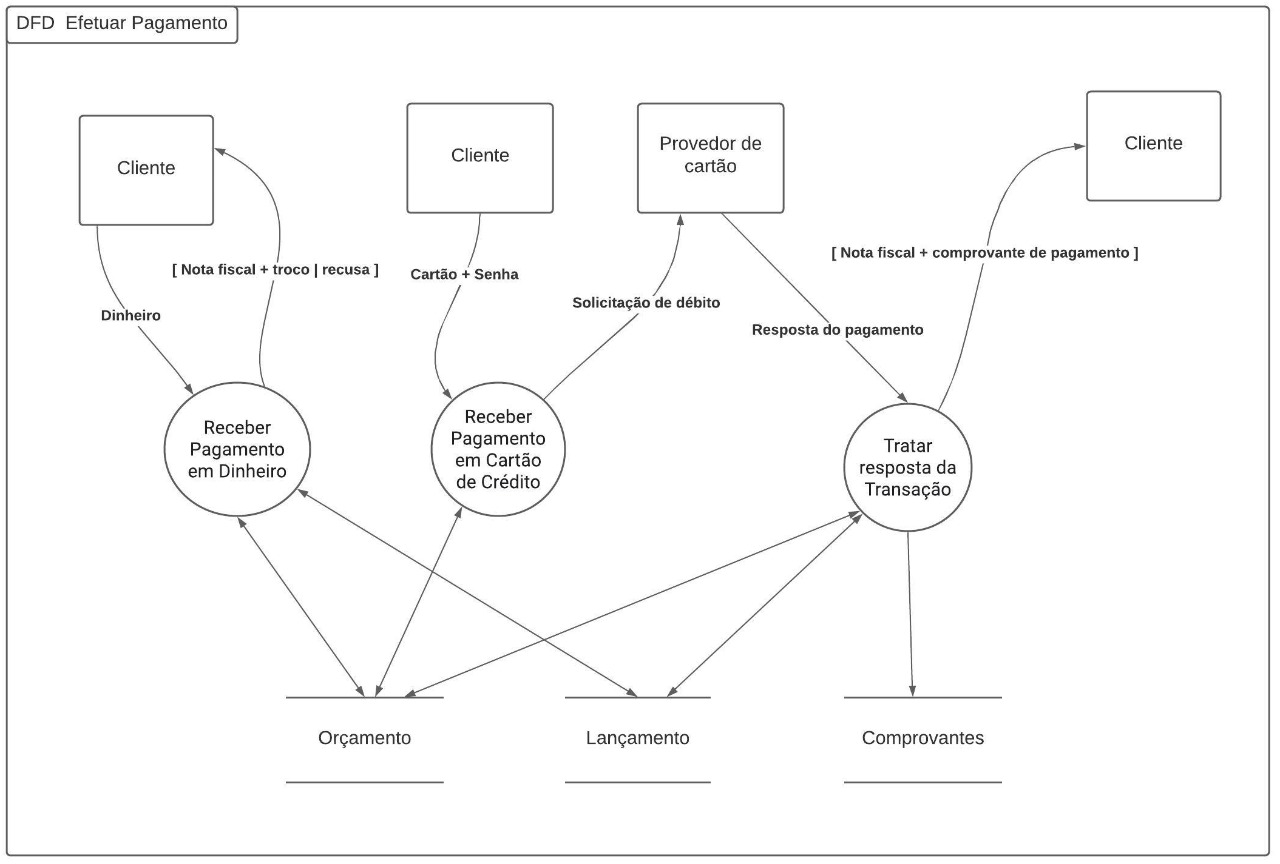 DFD  Efetuar Pagamento
Cliente
Cliente
Provedor de
cartão
Cliente
[ Nota fiscal + troco | recusa ]
Dinheiro
Cartão + Senha
Solicitação de débito
Resposta do pagamento
[ Nota fiscal + comprovante de pagamento ]
Receber
Pagamento
em Dinheiro
Receber
Pagamento
em Cartão
de Crédito
Tratar
resposta da
Transação
Orçamento
Lançamento
Comprovantes